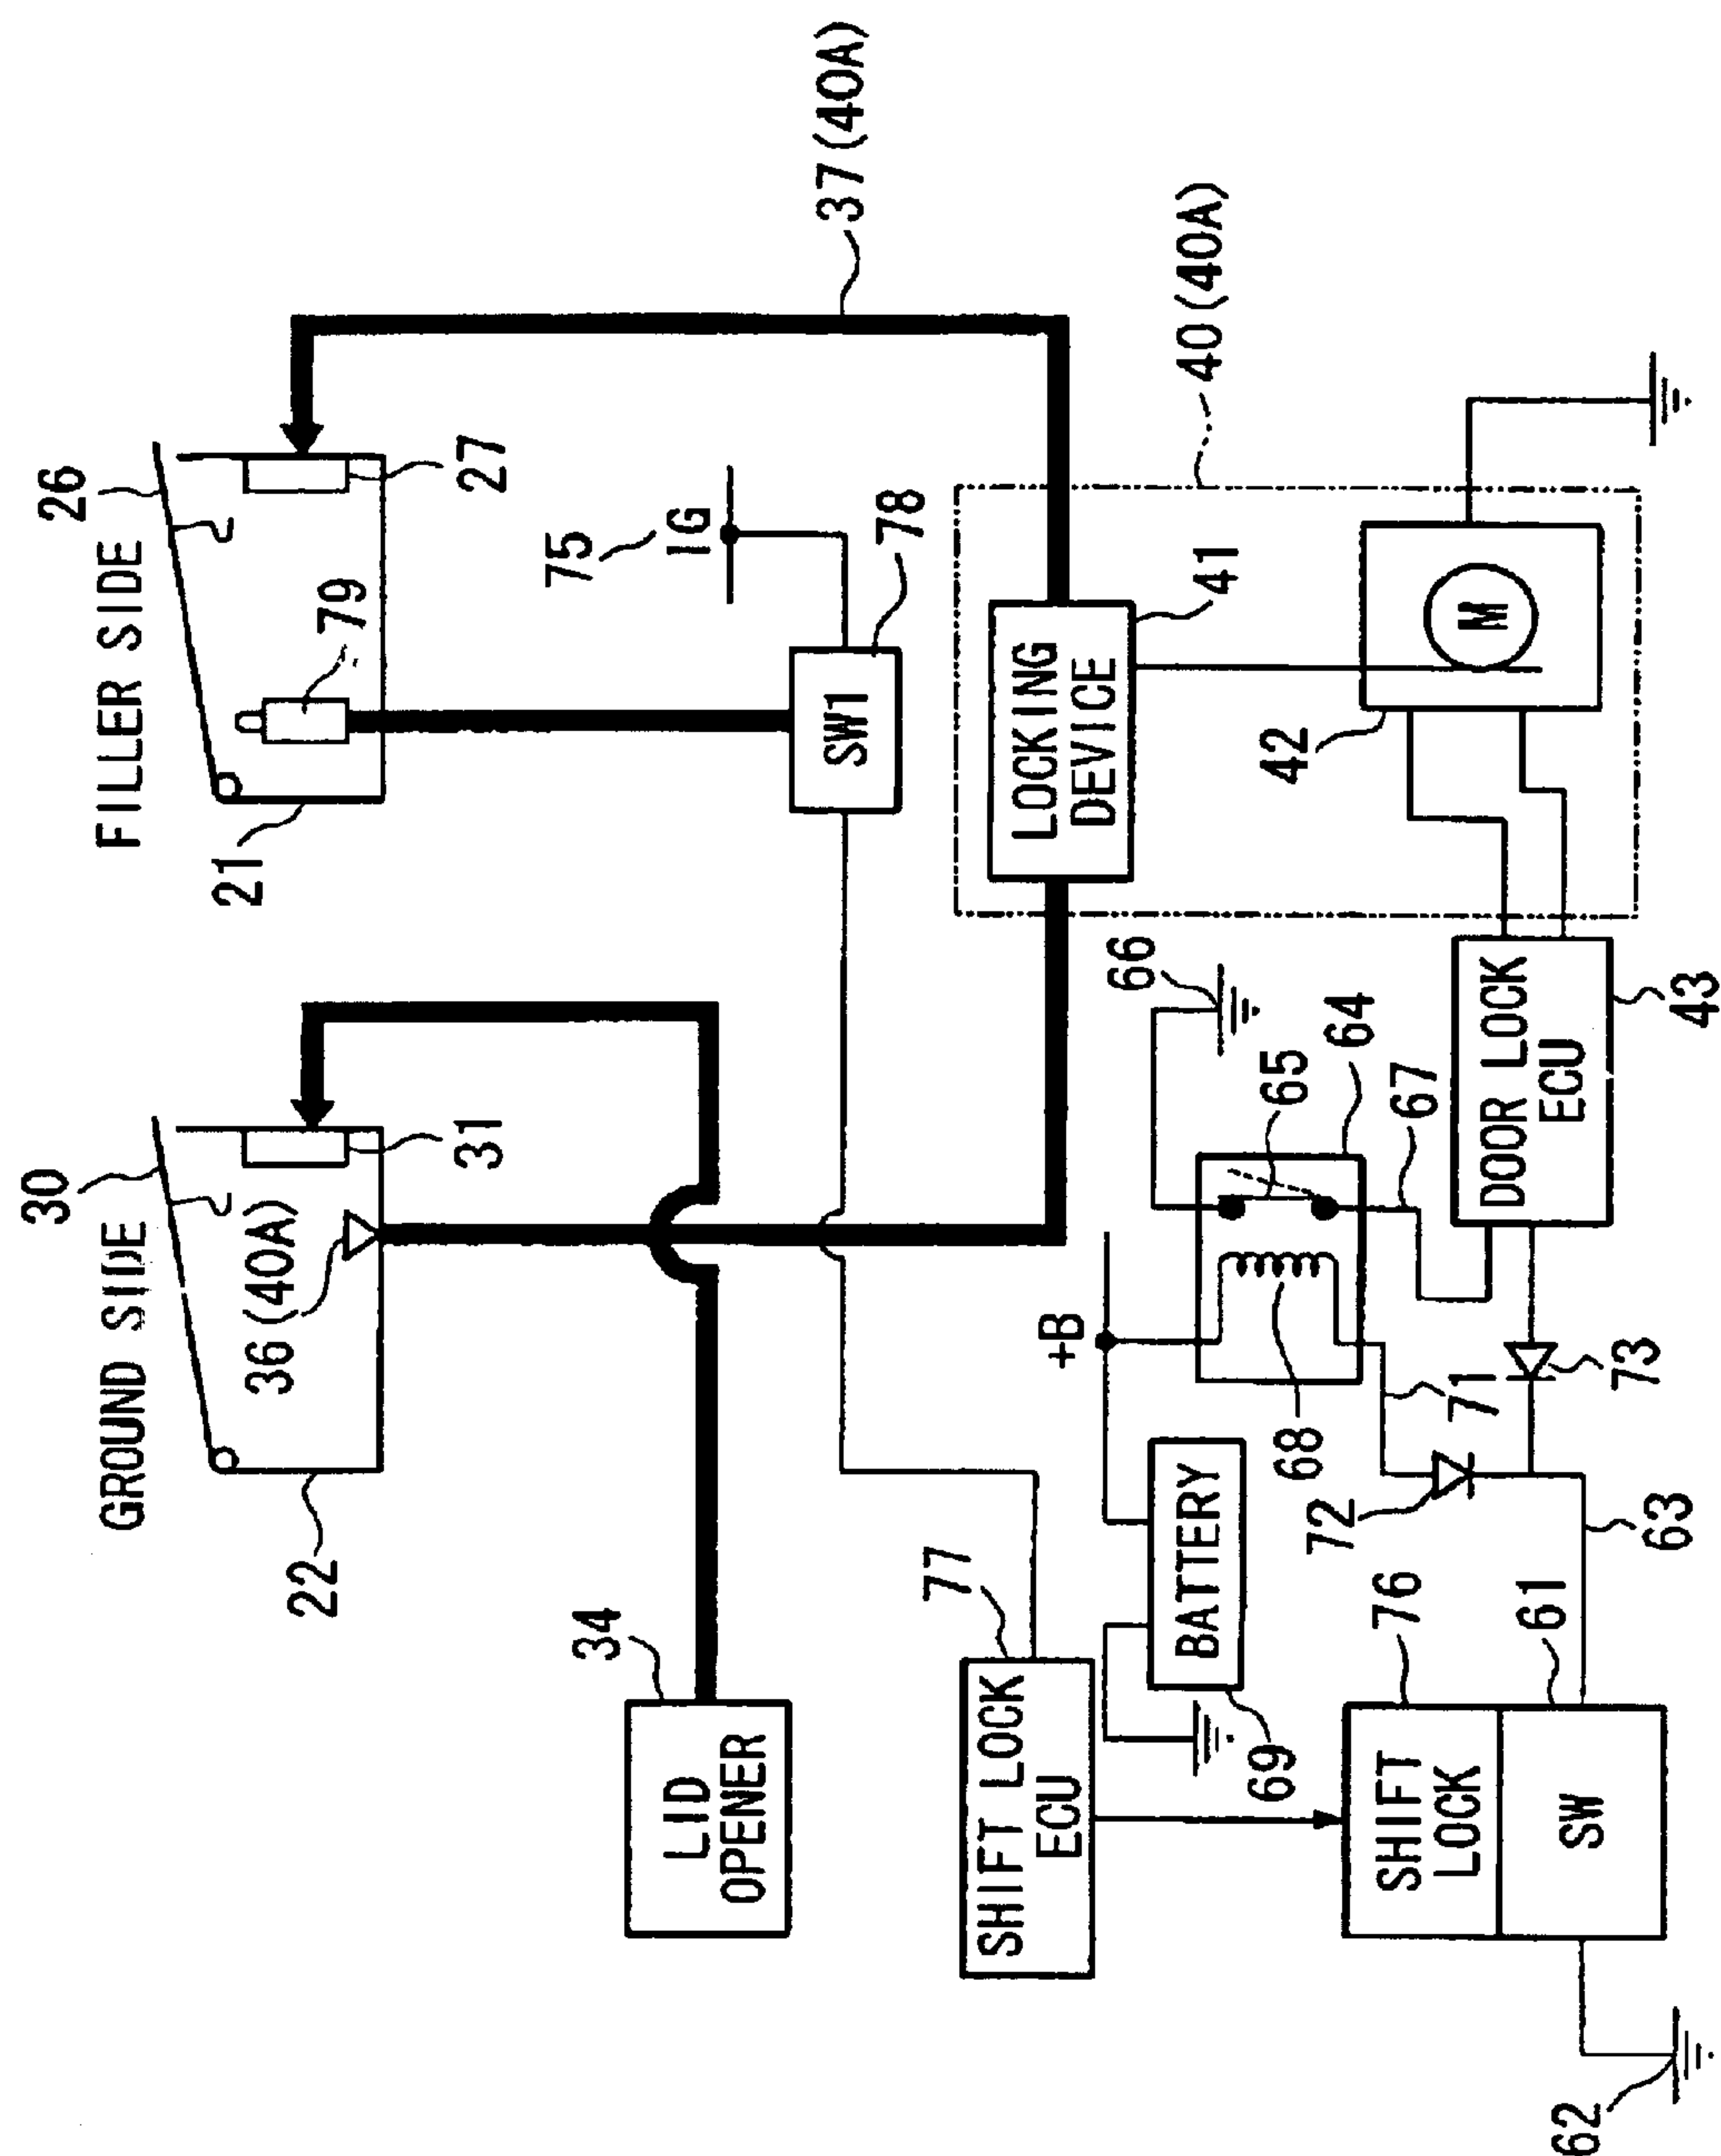 GROUND SIDE
30
36 (40A)
22
31
FILLER SIDE
26
79
21
27
37 (40A)
75
IG
34
LID
OPENER
SW1
78
40 (40A)
77
SHIFT LOCK
ECU
+B
66
LOCKING
DEVICE
41
65
64
BATTERY
69
68
67
42
M
76
SHIFT
LOCK
72
71
DOOR LOCK
ECU
43
61
SW
63
73
62